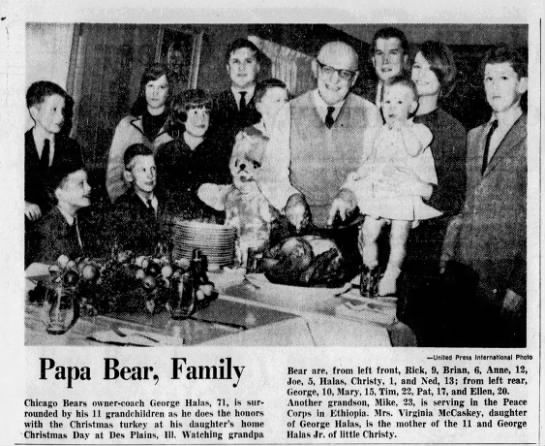 —United Press International Photo
Papa Bear, Family
Chicago Bears owner-coach George Halas, 71, is sur-
rounded by his 11 grandchildren as he does the honors
with the Christmas turkey at his daughter's home
Christmas Day at Des Plains, Ill. Watching grandpa
Bear are, from left front, Rick, 9, Brian, 6, Anne, 12,
Joe, 5, Halas, Christy, 1, and Ned, 13; from left rear,
George, 10, Mary, 15, Tim, 22, Pat, 17, and Ellen, 20.
Another grandson, Mike, 23, is serving in the Peace
Corps in Ethiopia. Mrs. Virginia McCaskey, daughter
of George Halas, is the mother of the 11 and George
Halas Jr. of little Christy.